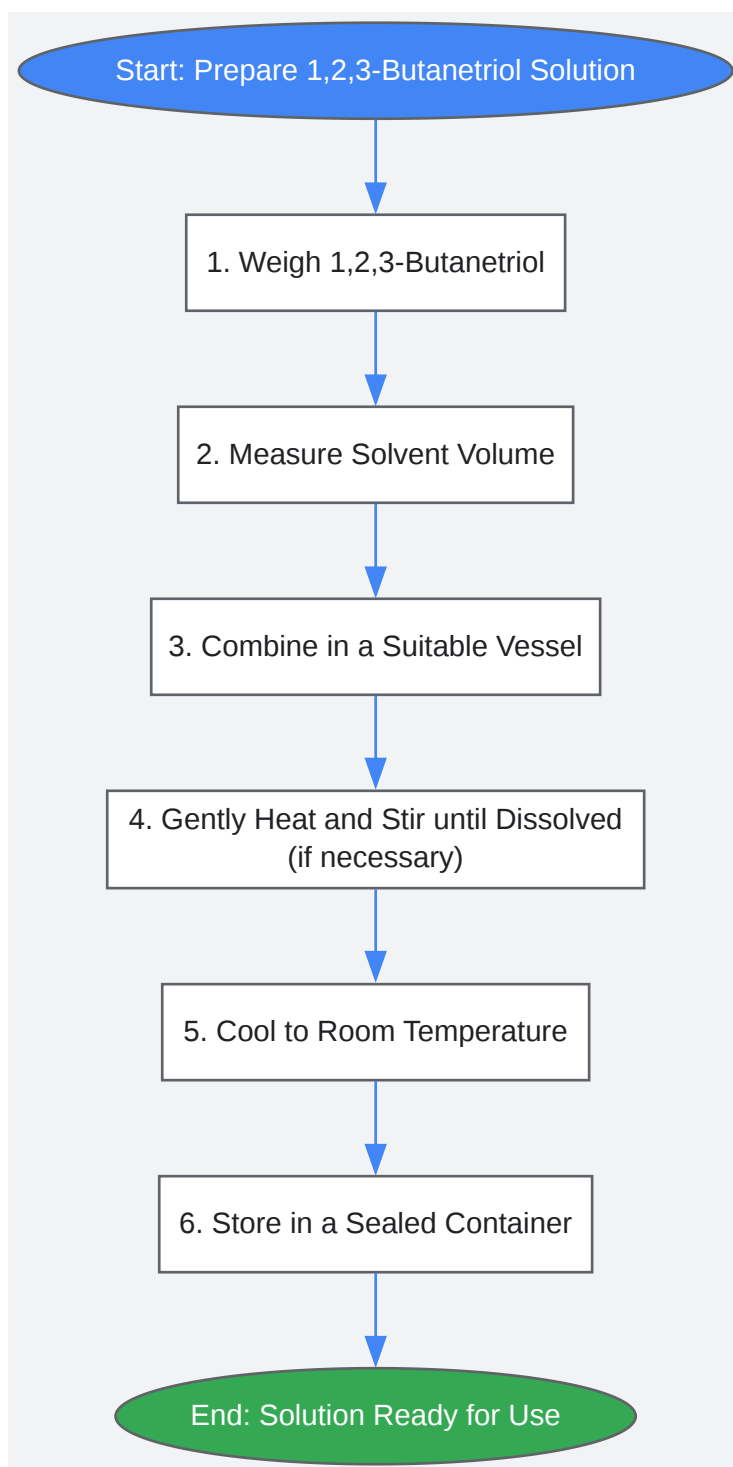 Start: Prepare 1,2,3-Butanetriol Solution
1. Weigh 1,2,3-Butanetriol
2. Measure Solvent Volume
3. Combine in a Suitable Vessel
4. Gently Heat and Stir until Dissolved
(if necessary)
5. Cool to Room Temperature
6. Store in a Sealed Container
End: Solution Ready for Use